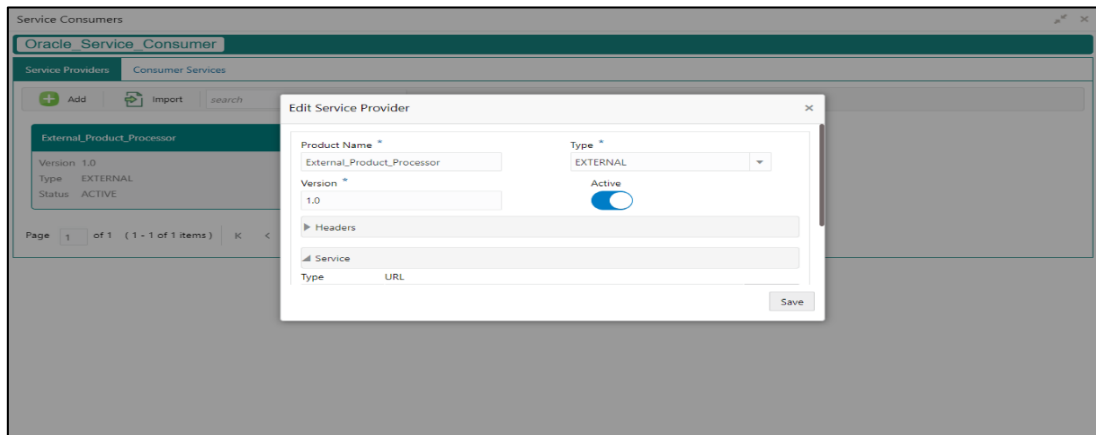 Service Consumers
Oracle_Service_Consumer
Service Providers Consumer Services
Add Import search
External_Product_Processor
Version 1.0
Type EXTERNAL
Status ACTIVE
Page 1 of 1 (1 - 1 of 1 items) K <
Edit Service Provider ×
Product Name * Type *
External_Product_Processor EXTERNAL
Version * Active
1.0
Headers
Service
Type URL
Save